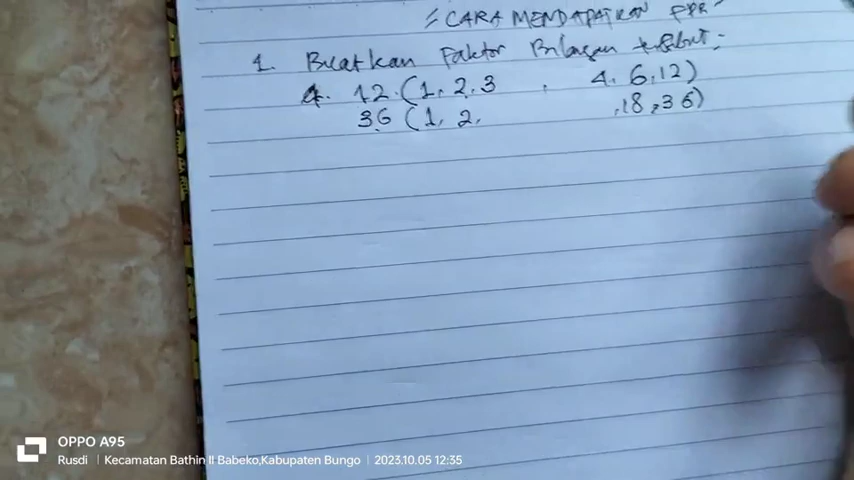 = CARA MENDAPATKAN FPB =
1. Buatkan Faktor Bilangan tersebut:
a. 12. (1, 2, 3 , 4, 6, 12)
36 (1, 2, , 18, 36)
OPPO A95
Rusdi | Kecamatan Bathin II Babeko,Kabupaten Bungo | 2023.10.05 12:35